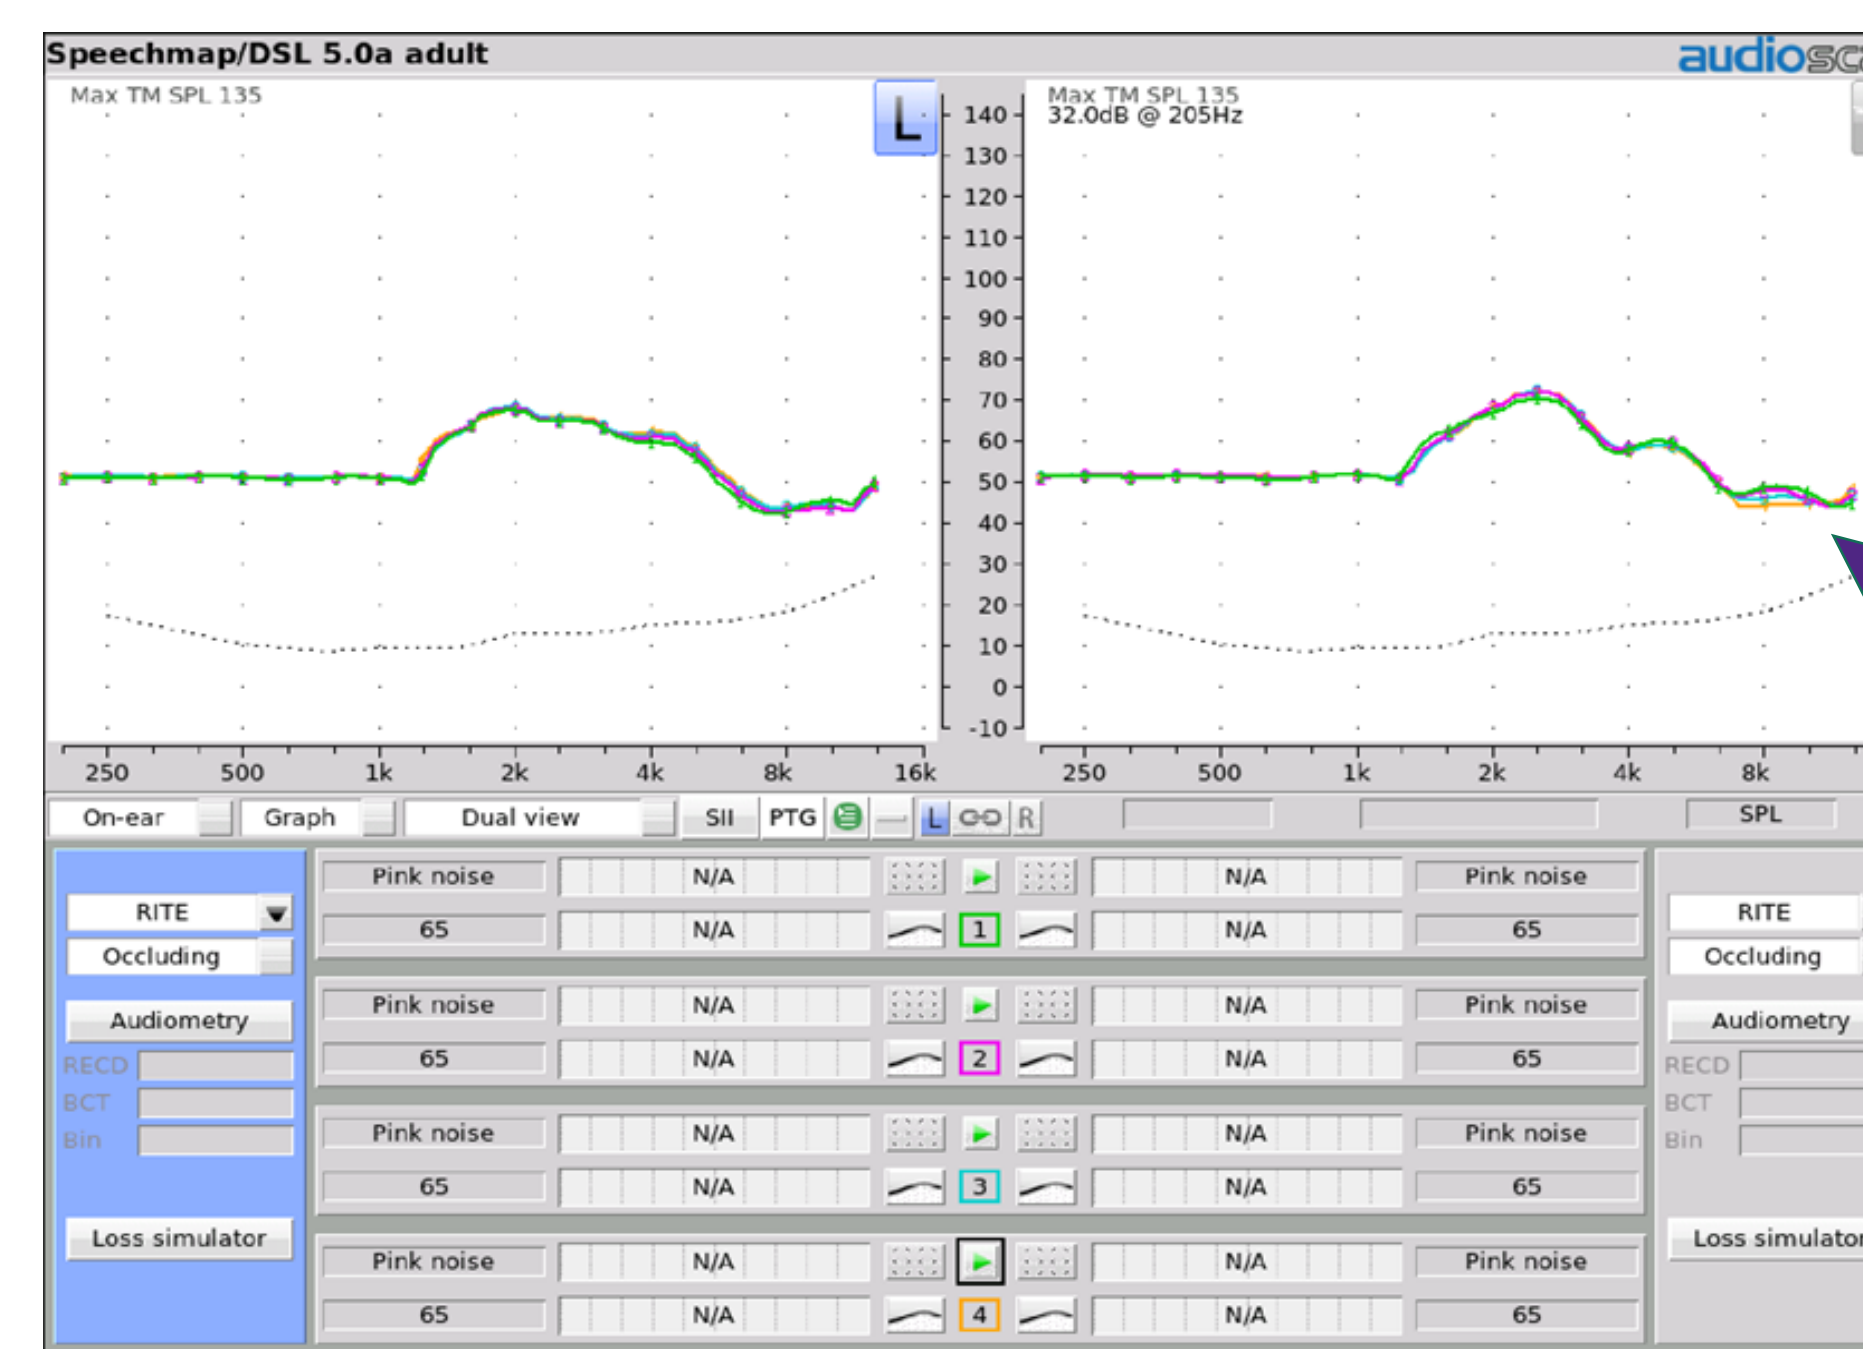 Speechmap/DSL 5.0a adult
audiosca
Max TM SPL 135
L
Max TM SPL 135
32.0dB @ 205Hz
140
130
120
110
100
90
80
70
60
50
40
30
20
10
0
-10
250 500 1k 2k 4k 8k 16k
250 500 1k 2k 4k 8k
On-ear Graph Dual view SII PTG L R SPL
RITE
Occluding
Audiometry
RECD
BCT
Bin
Loss simulator
Pink noise N/A N/A Pink noise
65 N/A 1 N/A 65
Pink noise N/A N/A Pink noise
65 N/A 2 N/A 65
Pink noise N/A N/A Pink noise
65 N/A 3 N/A 65
Pink noise N/A N/A Pink noise
65 N/A 4 N/A 65
RITE
Occluding
Audiometry
RECD
BCT
Bin
Loss simulator